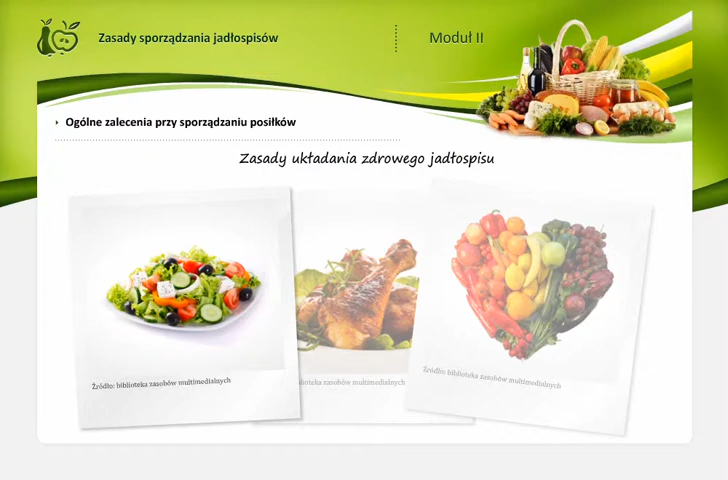 Zasady sporządzania jadłospisów
Moduł II
Ogólne zalecenia przy sporządzaniu posiłków
Zasady układania zdrowego jadłospisu
Źródło: biblioteka zasobów multimedialnych
zasobów multimedialnych
Źródło: biblioteka zasobów multimedialnych